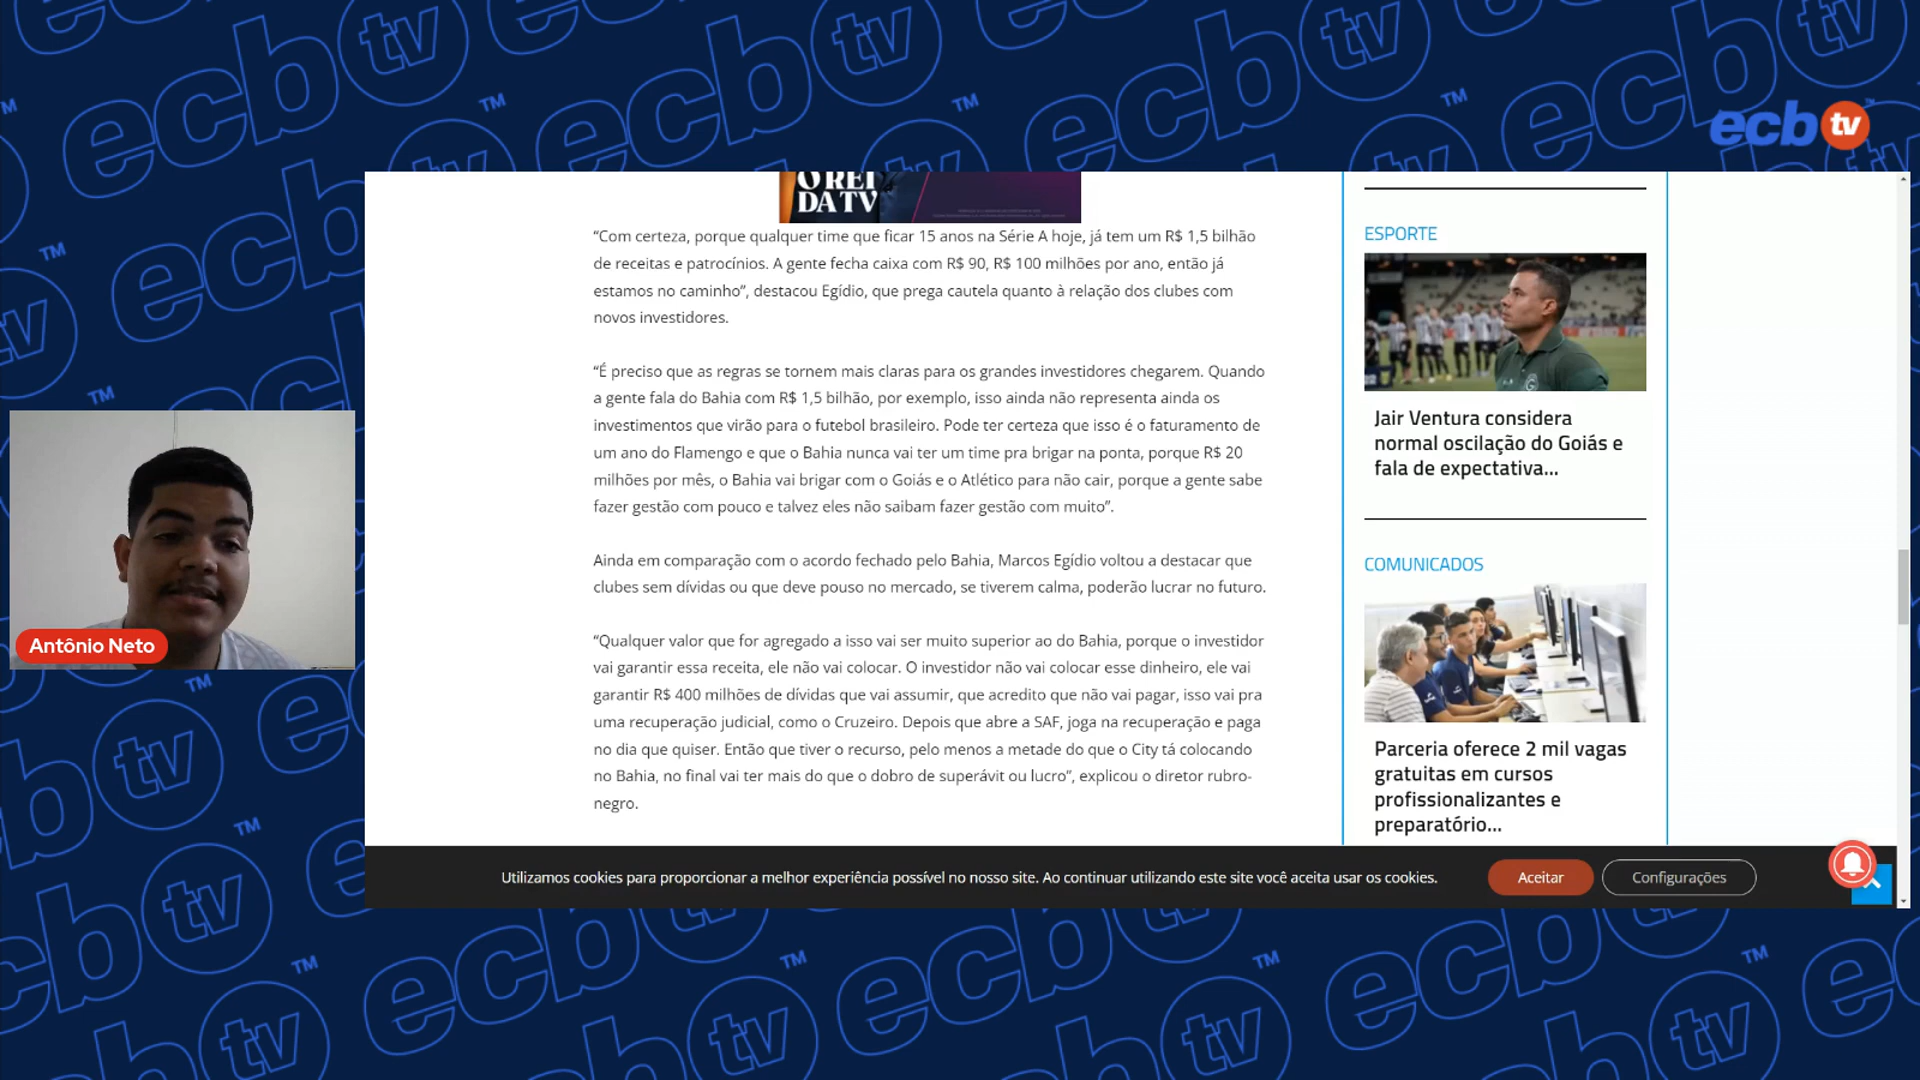 ecb tv
O REI
DA TV
“Com certeza, porque qualquer time que ficar 15 anos na Série A hoje, já tem um R$ 1,5 bilhão
de receitas e patrocínios. A gente fecha caixa com R$ 90, R$ 100 milhões por ano, então já
estamos no caminho”, destacou Egídio, que prega cautela quanto à relação dos clubes com
novos investidores.
“É preciso que as regras se tornem mais claras para os grandes investidores chegarem. Quando
a gente fala do Bahia com R$ 1,5 bilhão, por exemplo, isso ainda não representa ainda os
investimentos que virão para o futebol brasileiro. Pode ter certeza que isso é o faturamento de
um ano do Flamengo e que o Bahia nunca vai ter um time pra brigar na ponta, porque R$ 20
milhões por mês, o Bahia vai brigar com o Goiás e o Atlético para não cair, porque a gente sabe
fazer gestão com pouco e talvez eles não saibam fazer gestão com muito”.
Ainda em comparação com o acordo fechado pelo Bahia, Marcos Egídio voltou a destacar que
clubes sem dívidas ou que deve pouso no mercado, se tiverem calma, poderão lucrar no futuro.
“Qualquer valor que for agregado a isso vai ser muito superior ao do Bahia, porque o investidor
vai garantir essa receita, ele não vai colocar. O investidor não vai colocar esse dinheiro, ele vai
garantir R$ 400 milhões de dívidas que vai assumir, que acredito que não vai pagar, isso vai pra
uma recuperação judicial, como o Cruzeiro. Depois que abre a SAF, joga na recuperação e paga
no dia que quiser. Então que tiver o recurso, pelo menos a metade do que o City tá colocando
no Bahia, no final vai ter mais do que o dobro de superávit ou lucro”, explicou o diretor rubro-
negro.
ESPORTE
Jair Ventura considera
normal oscilação do Goiás e
fala de expectativa...
COMUNICADOS
Parceria oferece 2 mil vagas
gratuitas em cursos
profissionalizantes e
preparatório...
Antônio Neto
Utilizamos cookies para proporcionar a melhor experiência possível no nosso site. Ao continuar utilizando este site você aceita usar os cookies.
Aceitar
Configurações